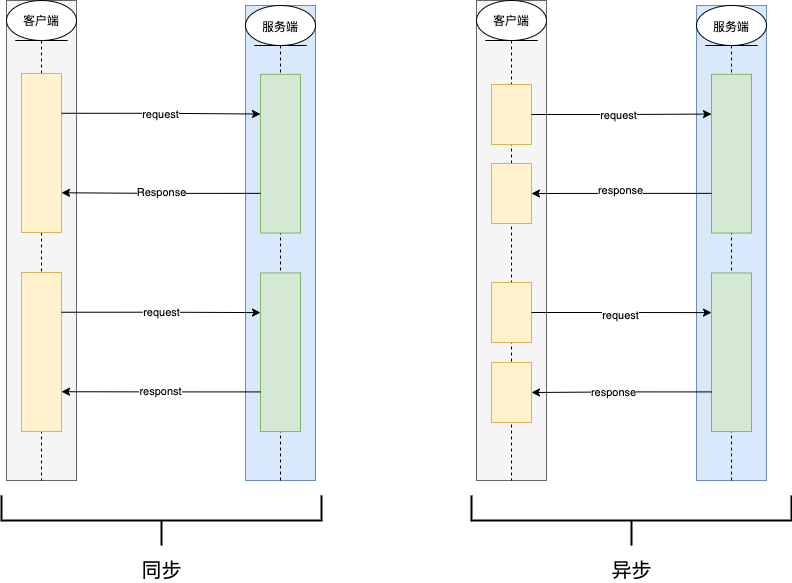 客户端
服务端
request
Response
request
responst
同步
客户端
服务端
request
response
request
response
异步